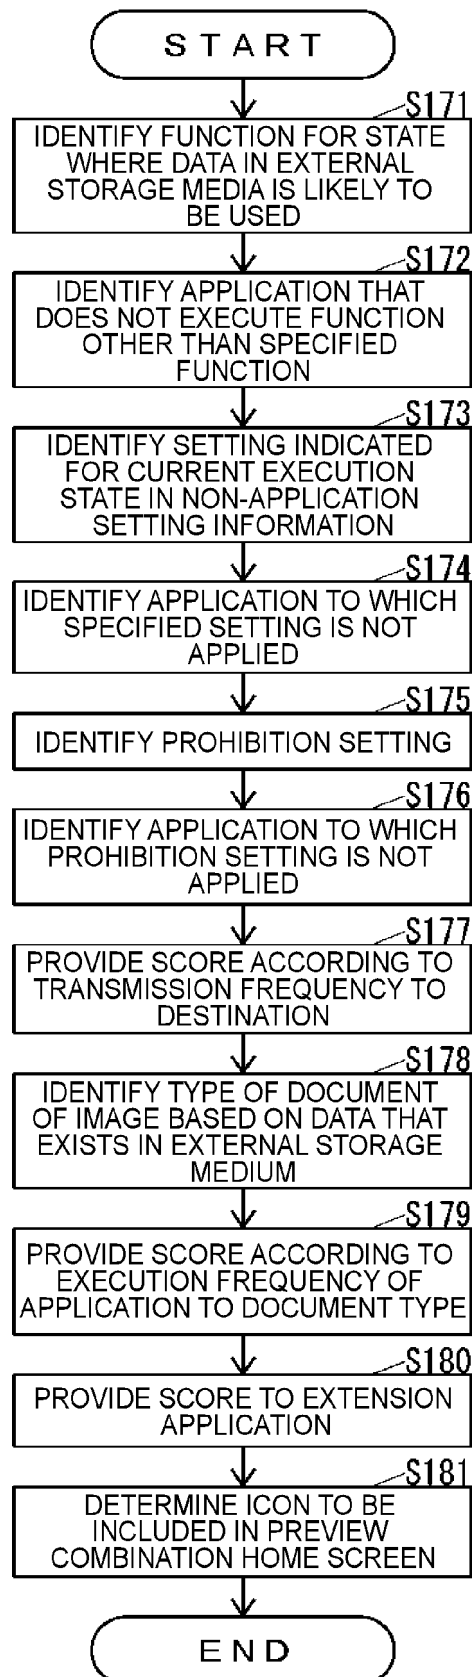 START
S171
IDENTIFY FUNCTION FOR STATE
WHERE DATA IN EXTERNAL
STORAGE MEDIA IS LIKELY TO
BE USED
S172
IDENTIFY APPLICATION THAT
DOES NOT EXECUTE FUNCTION
OTHER THAN SPECIFIED
FUNCTION
S173
IDENTIFY SETTING INDICATED
FOR CURRENT EXECUTION
STATE IN NON-APPLICATION
SETTING INFORMATION
S174
IDENTIFY APPLICATION TO WHICH
SPECIFIED SETTING IS NOT
APPLIED
S175
IDENTIFY PROHIBITION SETTING
S176
IDENTIFY APPLICATION TO WHICH
PROHIBITION SETTING IS NOT
APPLIED
S177
PROVIDE SCORE ACCORDING TO
TRANSMISSION FREQUENCY TO
DESTINATION
S178
IDENTIFY TYPE OF DOCUMENT
OF IMAGE BASED ON DATA THAT
EXISTS IN EXTERNAL STORAGE
MEDIUM
S179
PROVIDE SCORE ACCORDING TO
EXECUTION FREQUENCY OF
APPLICATION TO DOCUMENT TYPE
S180
PROVIDE SCORE TO EXTENSION
APPLICATION
S181
DETERMINE ICON TO BE
INCLUDED IN PREVIEW
COMBINATION HOME SCREEN
END